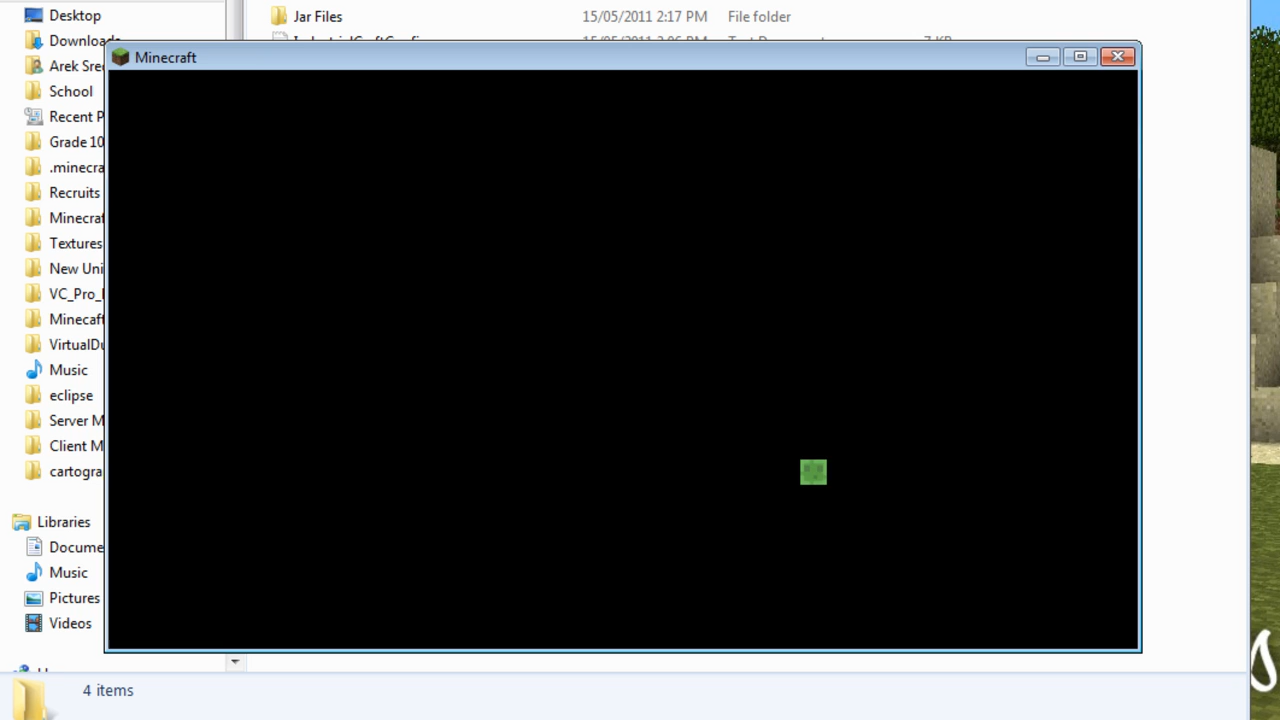 Desktop
Jar Files 15/05/2011 2:17 PM File folder
Downloads
Minecraft
Arek Sre
School
Recent P
Grade 10
.minecra
Recruits
Minecraf
Textures
New Uni
VC_Pro_
Minecaft
VirtualDu
Music
eclipse
Server M
Client M
cartogra
Libraries
Docume
Music
Pictures
Videos
4 items